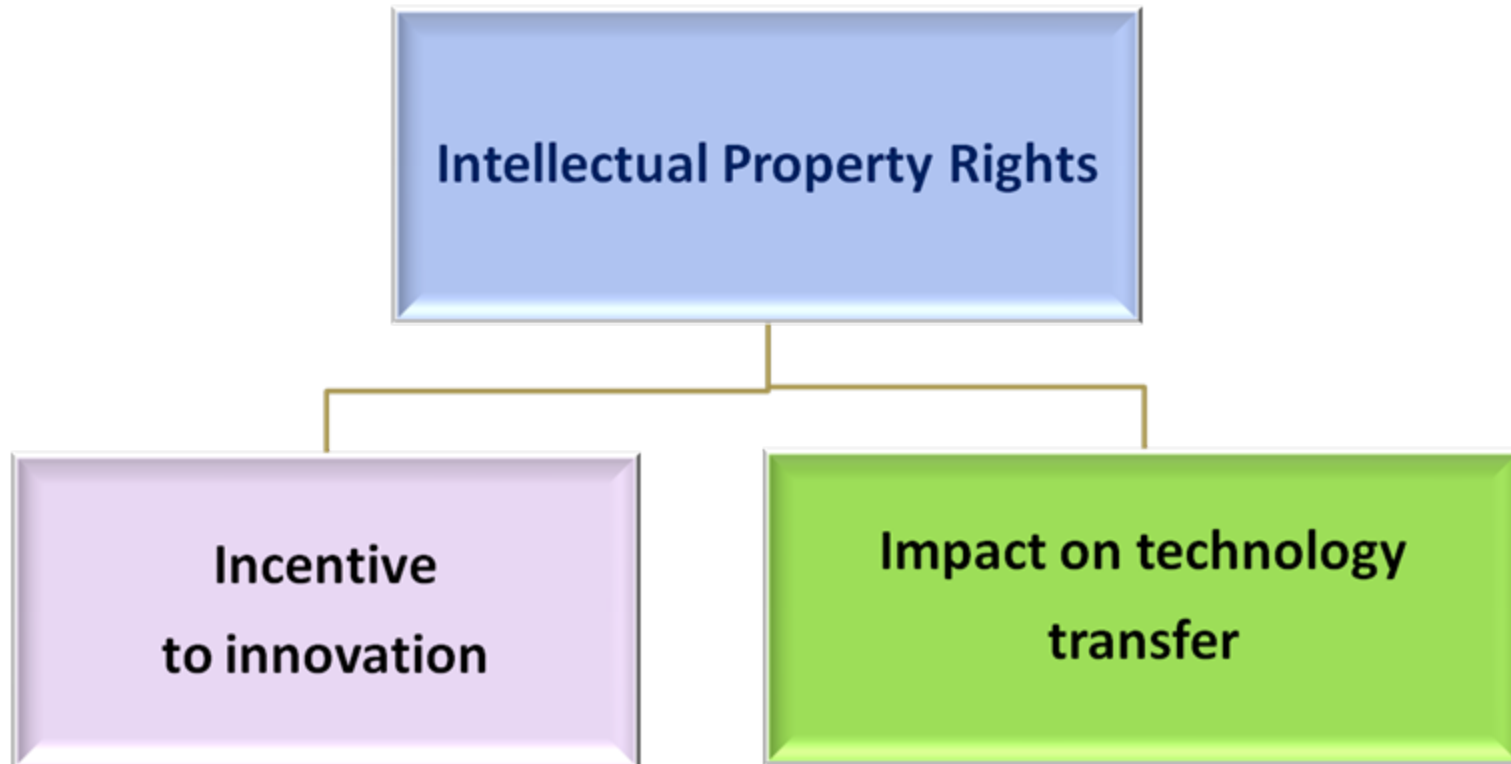 Intellectual Property Rights
Incentive
to innovation
Impact on technology
transfer